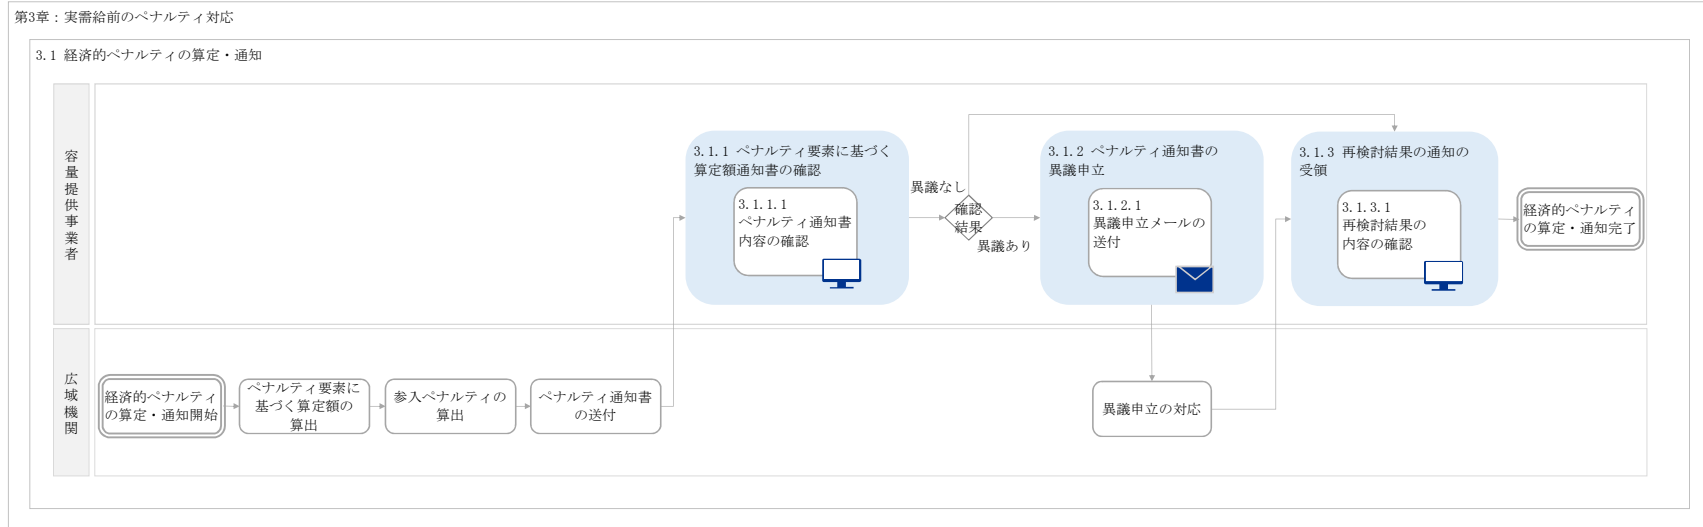 第3章：実需給前のペナルティ対応
3.1 経済的ペナルティの算定・通知
容量提供事業者
3.1.1 ペナルティ要素に基づく
算定額通知書の確認
3.1.1.1
ペナルティ通知書
内容の確認
異議なし
確認
結果
異議あり
3.1.2 ペナルティ通知書の
異議申立
3.1.2.1
異議申立メールの
送付
3.1.3 再検討結果の通知の
受領
3.1.3.1
再検討結果の
内容の確認
経済的ペナルティ
の算定・通知完了
広域機関
経済的ペナルティ
の算定・通知開始
ペナルティ要素に
基づく算定額の
算出
参入ペナルティの
算出
ペナルティ通知書
の送付
異議申立の対応